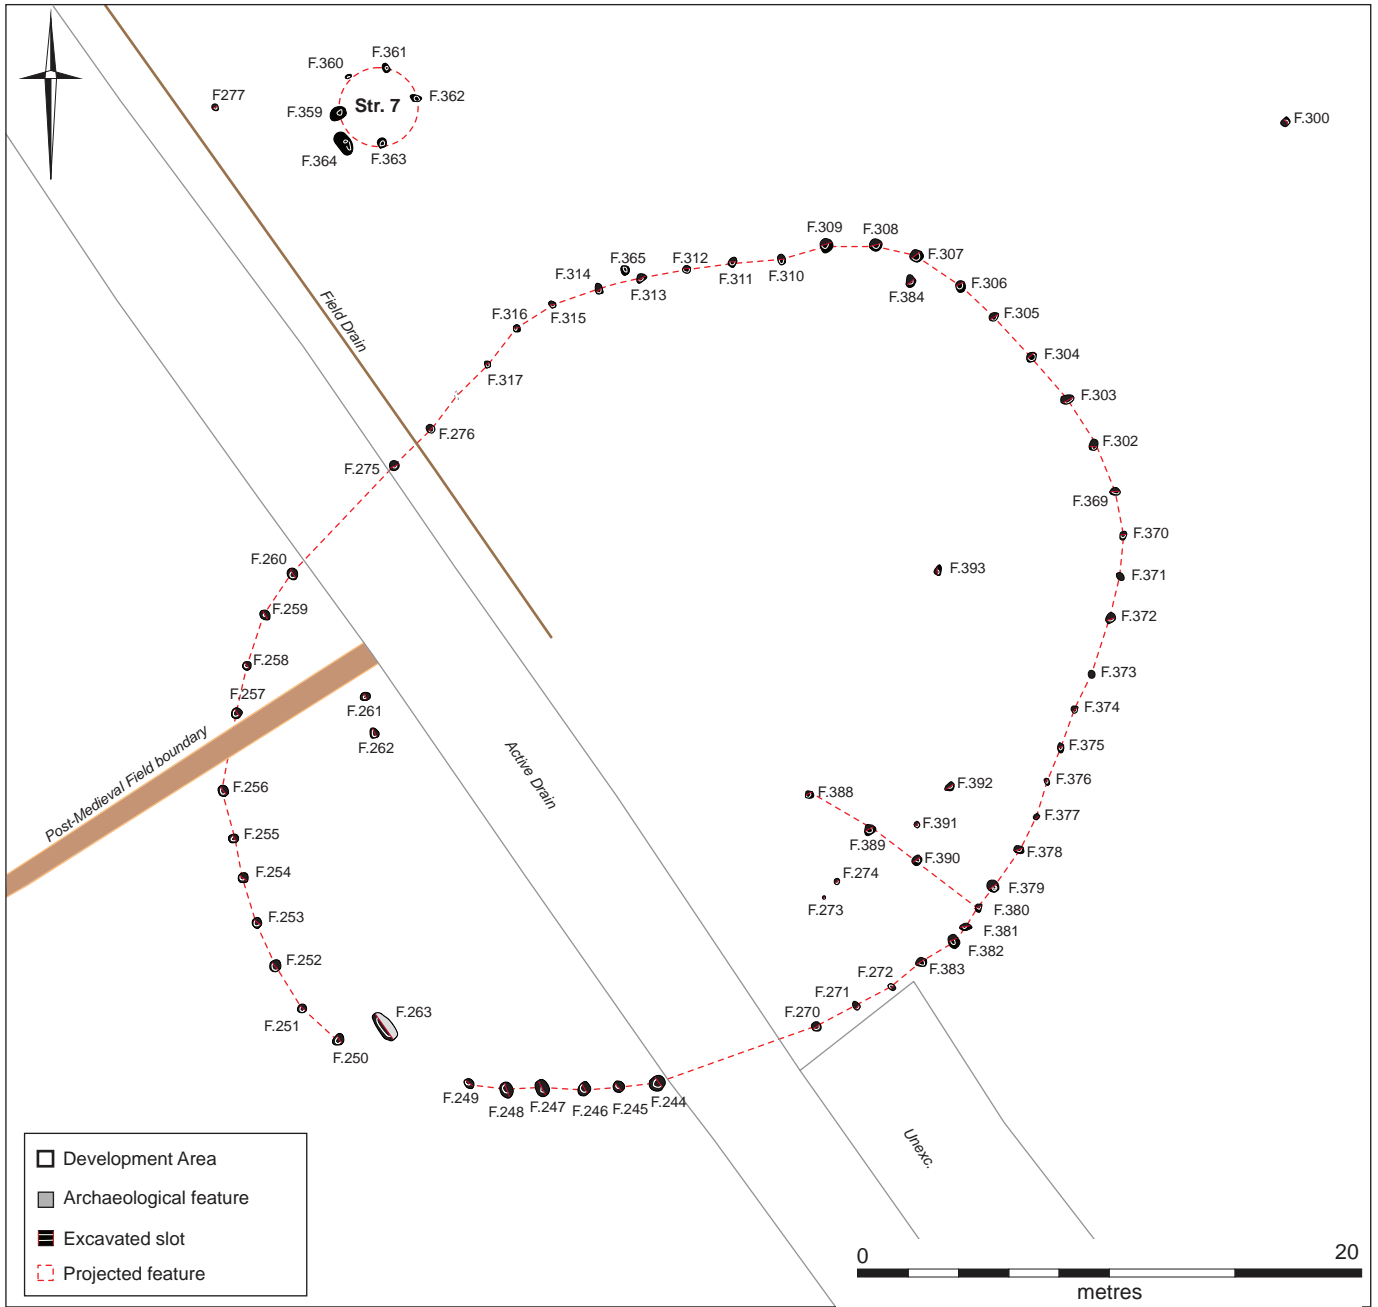 F.361
F.360
F.362
F277
F.359
Str. 7
F.300
F.364
F.363
F.309
F.308
F.307
F.365
F.312
F.314
F.311
F.310
F.313
F.384
F.306
Field Drain
F.316
F.315
F.305
F.304
F.317
F.303
F.276
F.302
F.275
F.369
F.370
F.260
F.393
F.371
F.259
F.372
F.258
F.373
F.257
F.261
F.374
F.262
Post-Medieval Field boundary
Active Drain
F.375
F.256
F.388
F.392
F.376
F.391
F.377
F.255
F.389
F.378
F.390
F.254
F.274
F.379
F.273
F.380
F.253
F.381
F.382
F.252
F.383
F.272
F.271
F.251
F.263
F.270
F.250
F.249
F.248
F.247
F.246
F.245
F.244
Unexc.
Development Area
Archaeological feature
Excavated slot
Projected feature
0
20
metres